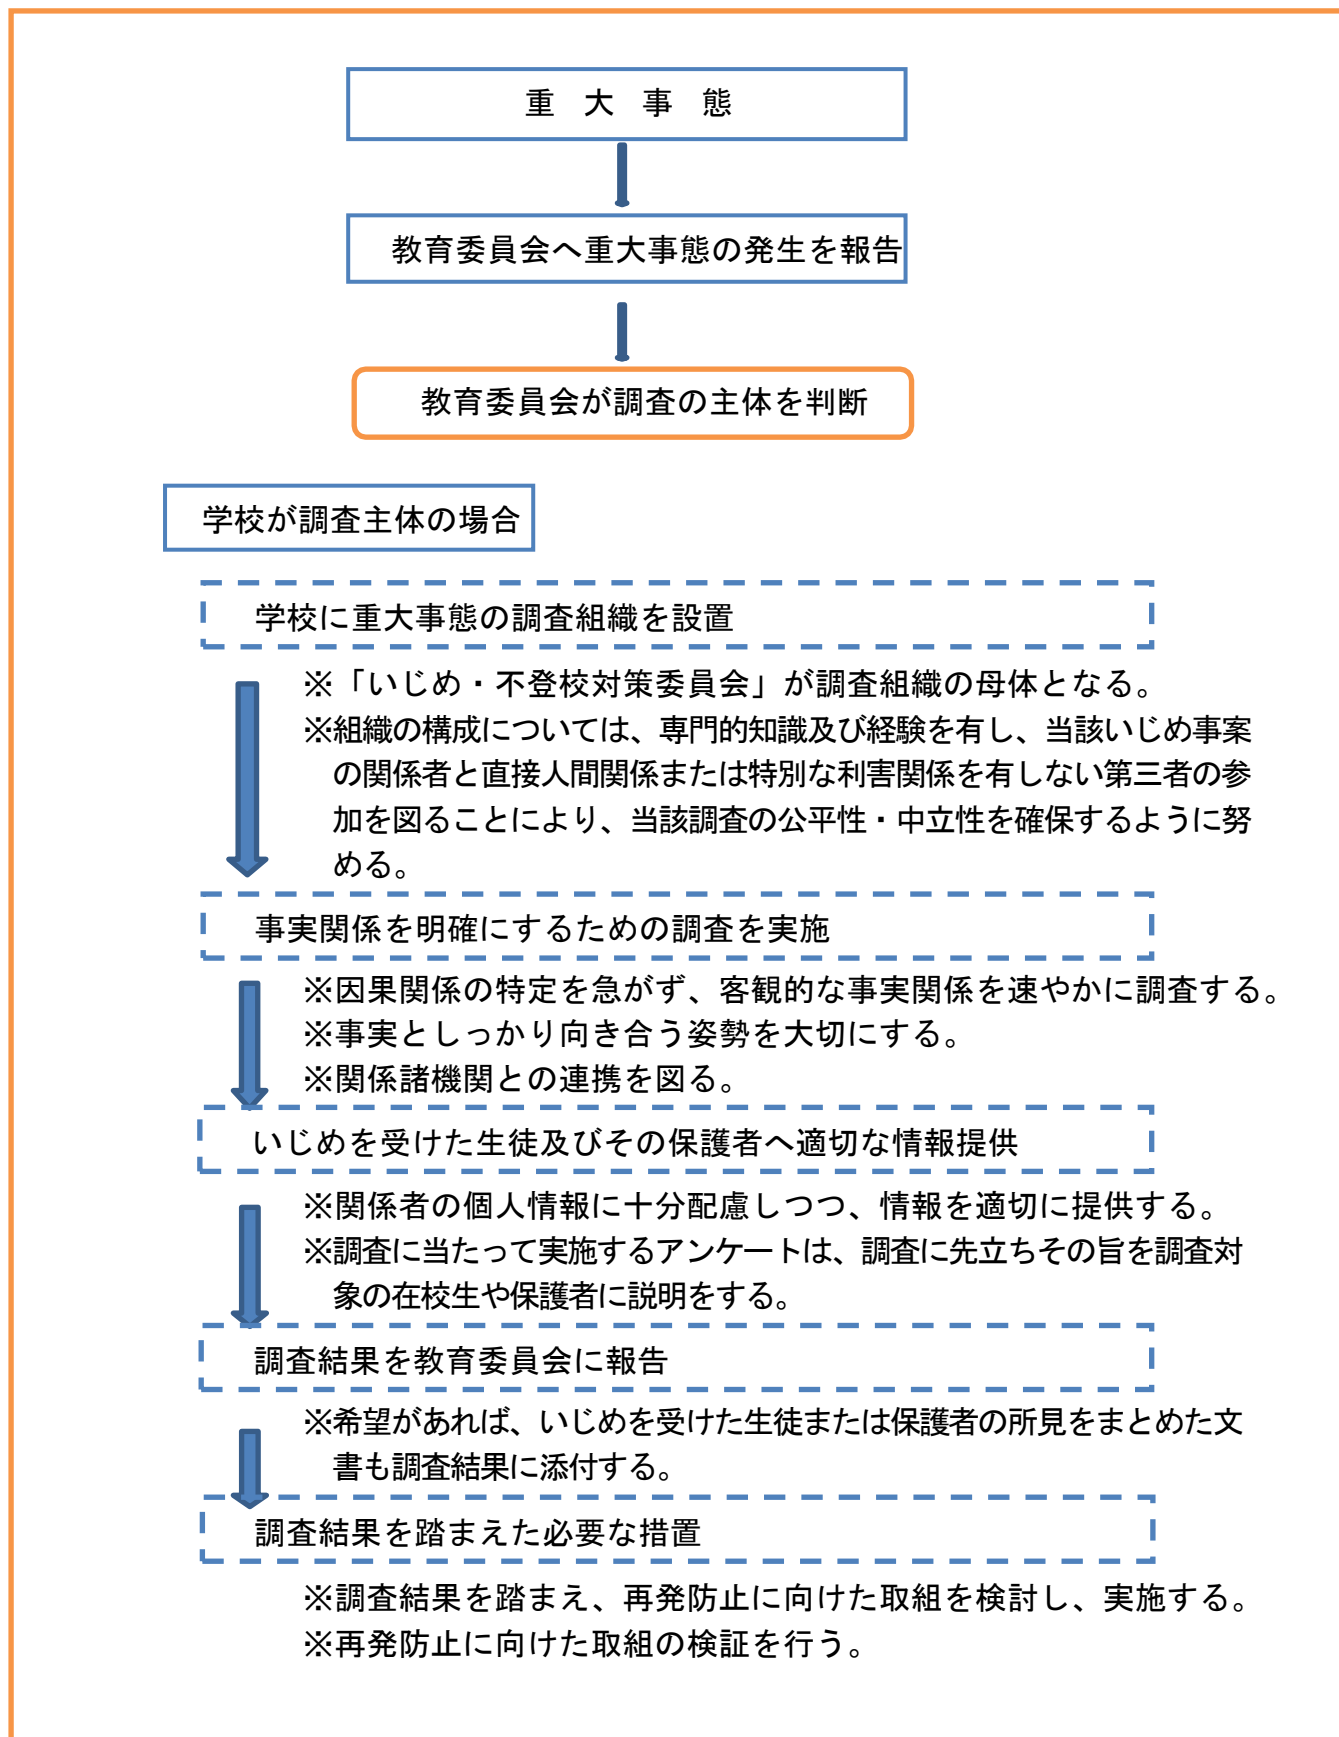 重　大　事　態
教育委員会へ重大事態の発生を報告
教育委員会が調査の主体を判断
学校が調査主体の場合
学校に重大事態の調査組織を設置
※「いじめ・不登校対策委員会」が調査組織の母体となる。
※組織の構成については、専門的知識及び経験を有し、当該いじめ事案
の関係者と直接人間関係または特別な利害関係を有しない第三者の参
加を図ることにより、当該調査の公平性・中立性を確保するように努
める。
事実関係を明確にするための調査を実施
※因果関係の特定を急がず、客観的な事実関係を速やかに調査する。
※事実としっかり向き合う姿勢を大切にする。
※関係諸機関との連携を図る。
いじめを受けた生徒及びその保護者へ適切な情報提供
※関係者の個人情報に十分配慮しつつ、情報を適切に提供する。
※調査に当たって実施するアンケートは、調査に先立ちその旨を調査対
象の在校生や保護者に説明をする。
調査結果を教育委員会に報告
※希望があれば、いじめを受けた生徒または保護者の所見をまとめた文
書も調査結果に添付する。
調査結果を踏まえた必要な措置
※調査結果を踏まえ、再発防止に向けた取組を検討し、実施する。
※再発防止に向けた取組の検証を行う。